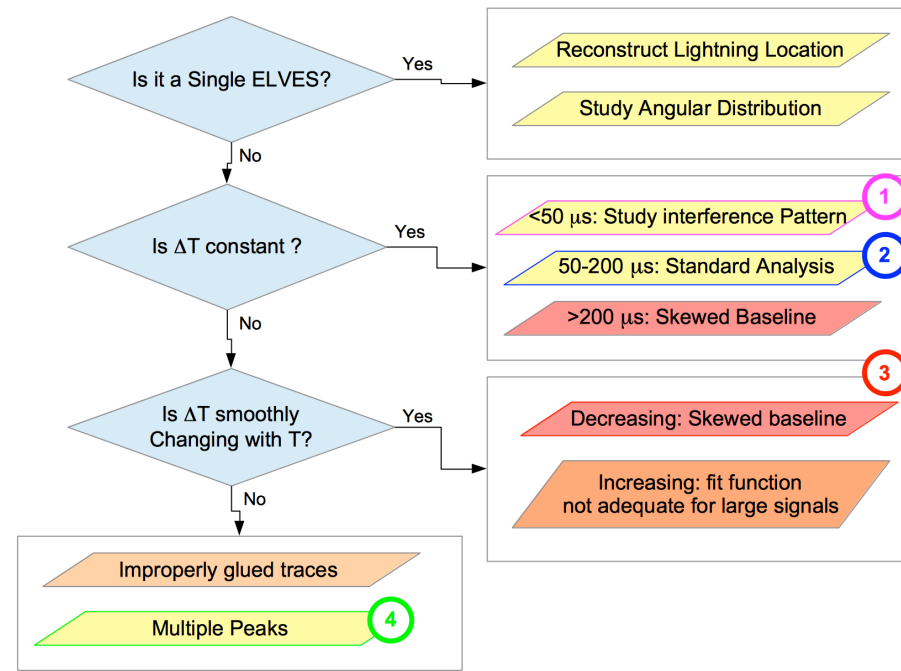 Is it a Single ELVES?
Yes
Reconstruct Lightning Location
Study Angular Distribution
No
Is ΔT constant ?
Yes
1
<50 μs: Study interference Pattern
2
50-200 μs: Standard Analysis
>200 μs: Skewed Baseline
No
Is ΔT smoothly
Changing with T?
Yes
3
Decreasing: Skewed baseline
Increasing: fit function
not adequate for large signals
No
Improperly glued traces
4
Multiple Peaks